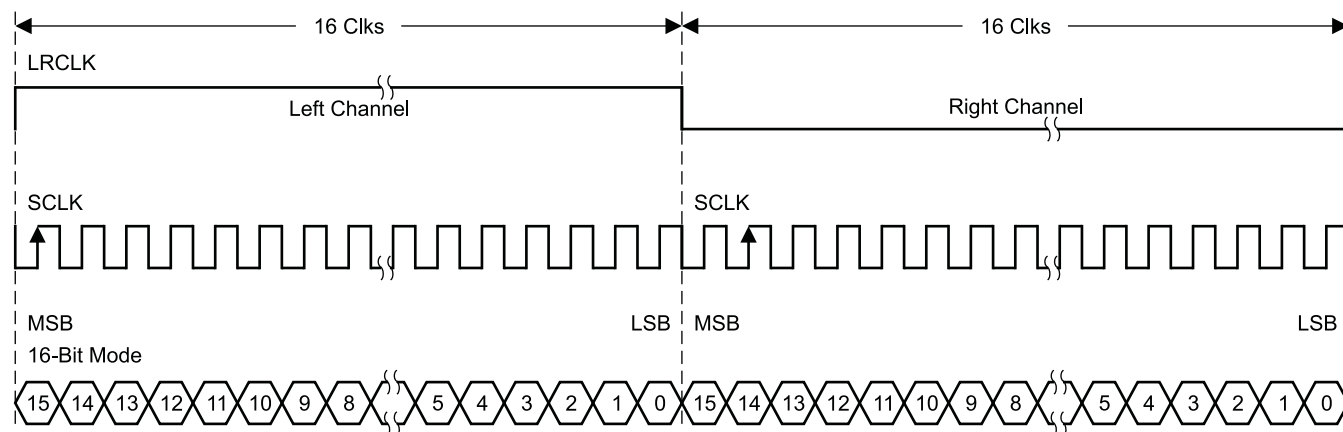 16 Clks 16 Clks
LRCLK
Left Channel Right Channel
SCLK SCLK
MSB LSB MSB LSB
16-Bit Mode
15 14 13 12 11 10 9 8 5 4 3 2 1 0 15 14 13 12 11 10 9 8 5 4 3 2 1 0